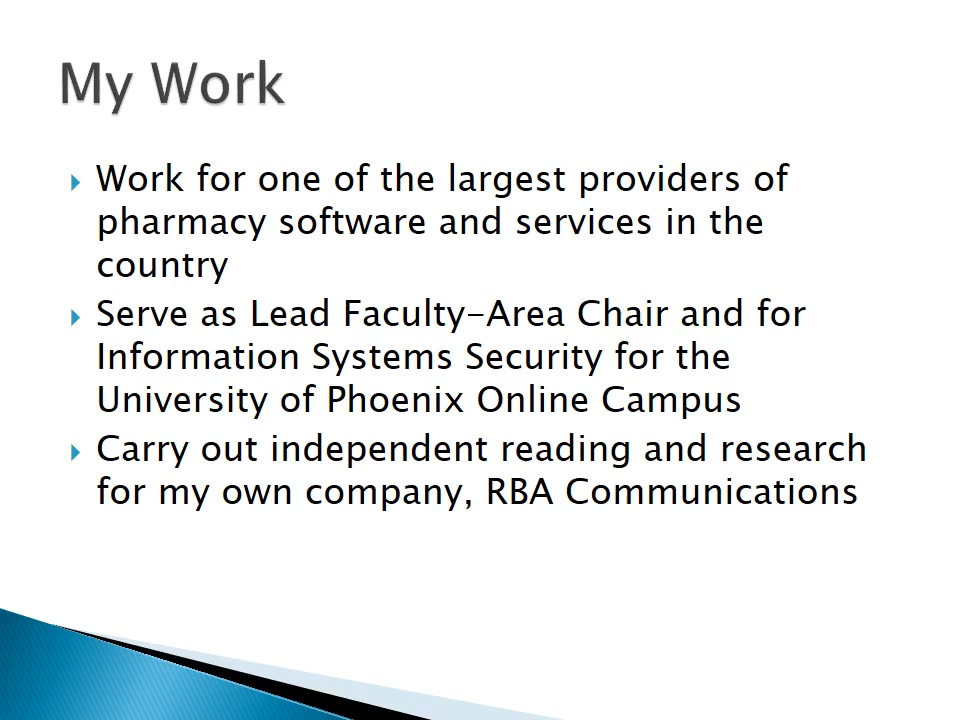 My Work
Work for one of the largest providers of
pharmacy software and services in the
country
Serve as Lead Faculty-Area Chair and for
Information Systems Security for the
University of Phoenix Online Campus
Carry out independent reading and research
for my own company, RBA Communications